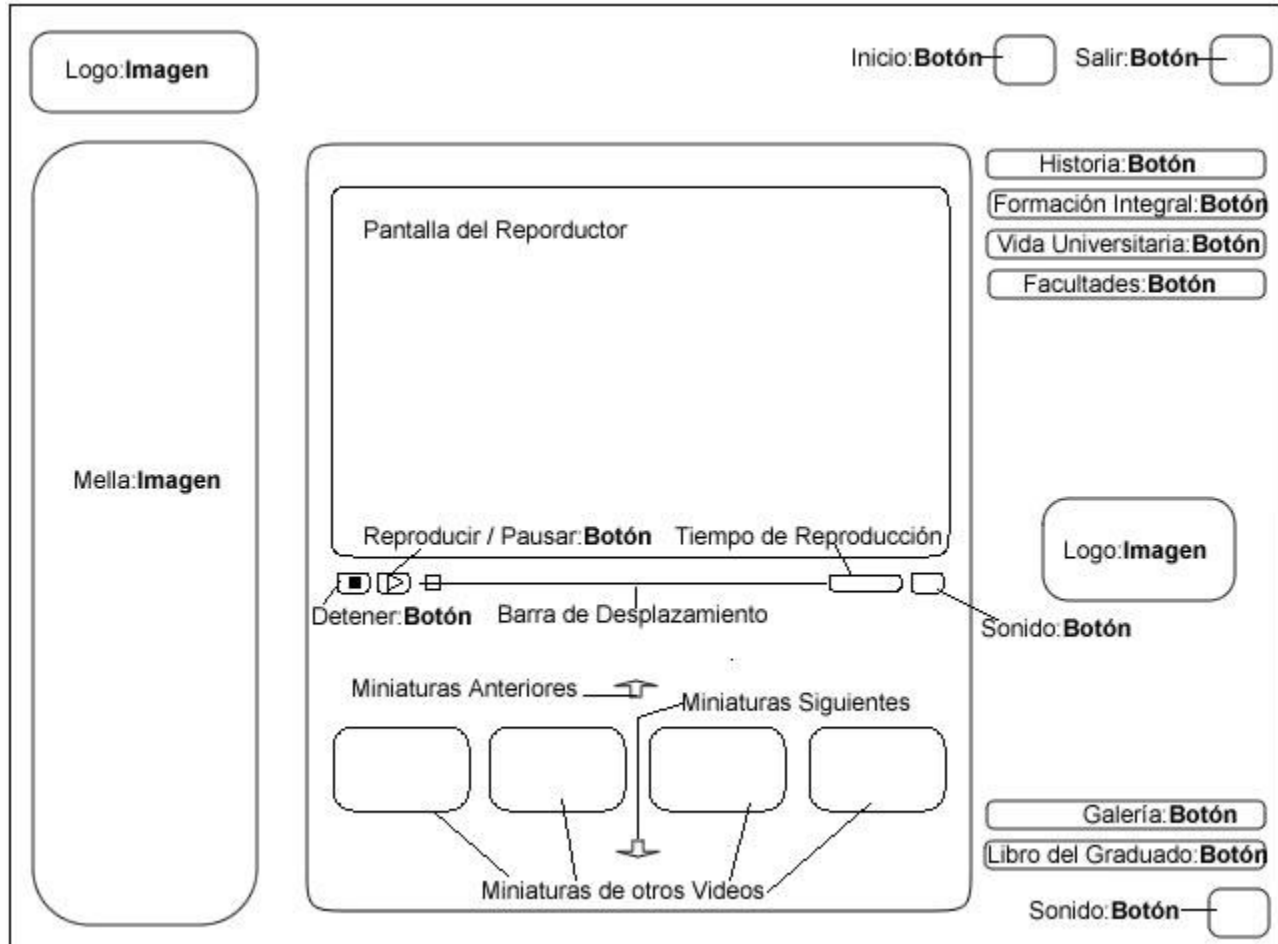 Logo:Imagen
Inicio:Botón
Salir:Botón
Historia:Botón
Formación Integral:Botón
Vida Universitaria:Botón
Facultades:Botón
Pantalla del Reporductor
Mella:Imagen
Reproducir / Pausar:Botón
Tiempo de Reproducción
Logo:Imagen
Detener:Botón
Barra de Desplazamiento
Sonido:Botón
Miniaturas Anteriores
Miniaturas Siguientes
Galería:Botón
Libro del Graduado:Botón
Miniaturas de otros Videos
Sonido:Botón